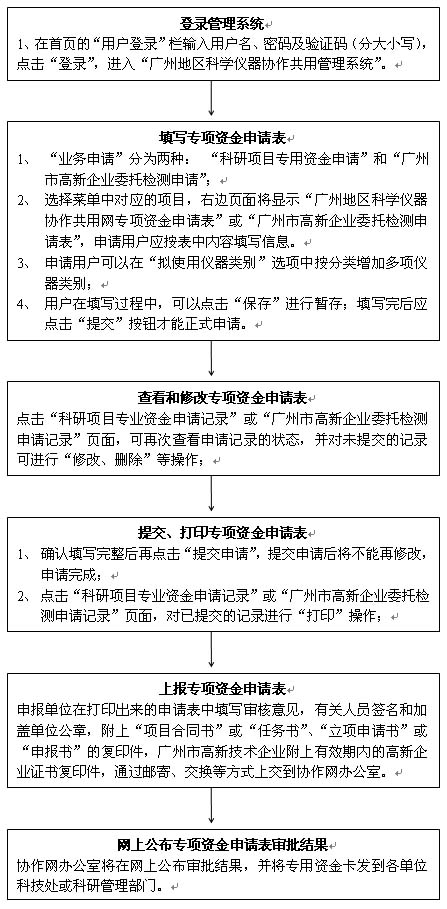 登录管理系统
1、在首页的“用户登录”栏输入用户名、密码及验证码（分大小写），
点击“登录”，进入“广州地区科学仪器协作共用管理系统”。
填写专项资金申请表
1、 “业务申请”分为两种： “科研项目专用资金申请”和“广州
市高新企业委托检测申请”；
2、 选择菜单中对应的项目，右边页面将显示“广州地区科学仪器
协作共用网专项资金申请表”或“广州市高新企业委托检测申
请表”，申请用户应按表中内容填写信息。
3、 申请用户可以在“拟使用仪器类别”选项中按分类增加多项仪
器类别；
4、 用户在填写过程中，可以点击“保存”进行暂存；填写完后应
点击“提交”按钮才能正式申请。
查看和修改专项资金申请表
点击“科研项目专业资金申请记录”或“广州市高新企业委托检测
申请记录”页面，可再次查看申请记录的状态，并对未提交的记录
可进行“修改、删除”等操作；
提交、打印专项资金申请表
1、 确认填写完整后再点击“提交申请”，提交申请后将不能再修改，
申请完成；
2、 点击“科研项目专业资金申请记录”或“广州市高新企业委托检
测申请记录”页面，对已提交的记录进行“打印”操作；
上报专项资金申请表
申报单位在打印出来的申请表中填写审核意见，有关人员签名和加
盖单位公章，附上“项目合同书”或“任务书”、“立项申请书”或
“申报书”的复印件，广州市高新技术企业附上有效期内的高新企
业证书复印件，通过邮寄、交换等方式上交到协作网办公室。
网上公布专项资金申请表审批结果
协作网办公室将在网上公布审批结果，并将专用资金卡发到各单位
科技处或科研管理部门。